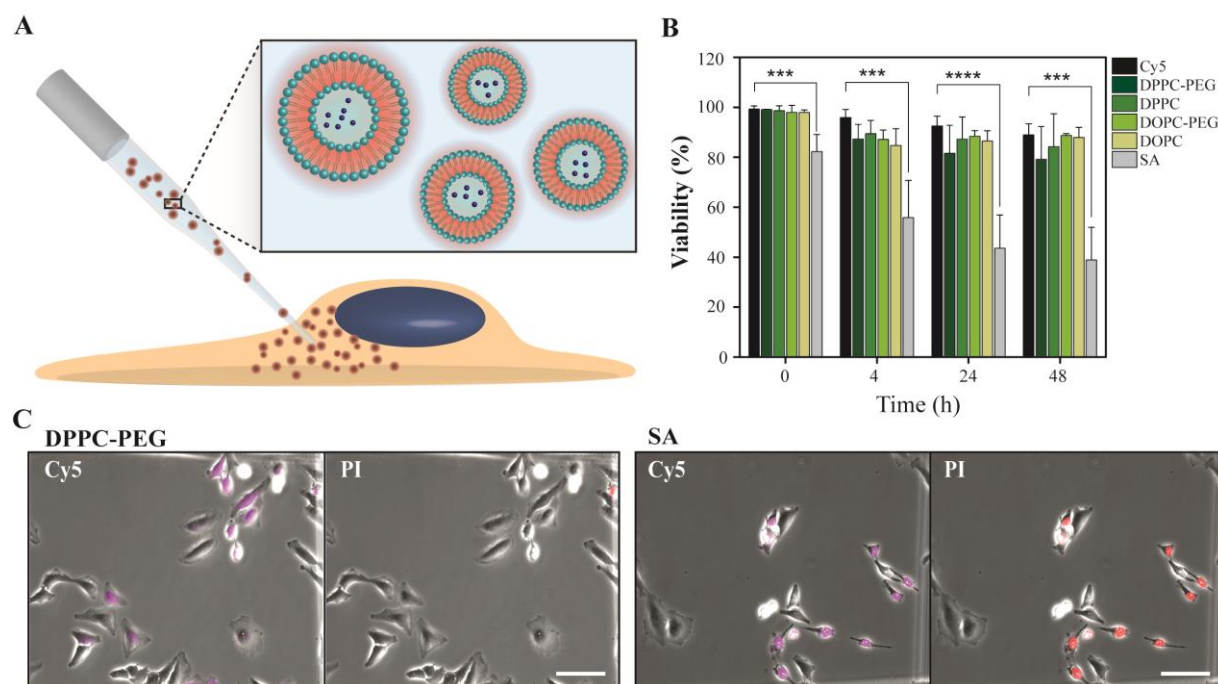 A
B
120
100
80
60
40
20
0
Viability (%)
***
***
****
***
Cy5
DPPC-PEG
DPPC
DOPC-PEG
DOPC
SA
0
4
24
48
Time (h)
C
DPPC-PEG
SA
Cy5
PI
Cy5
PI